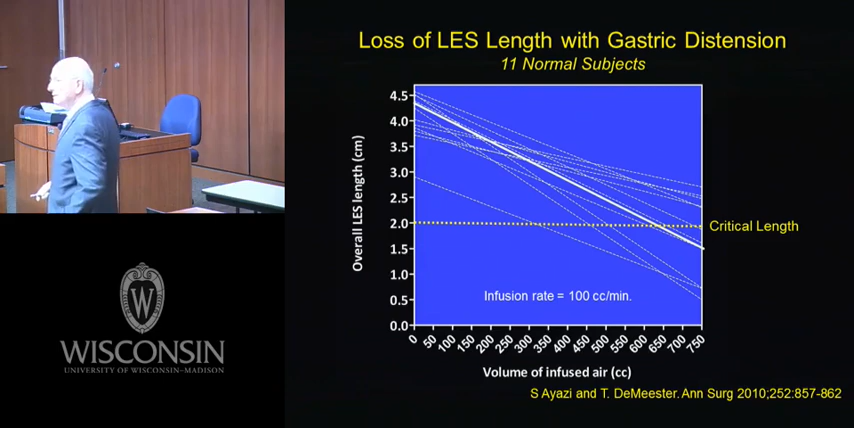 Loss of LES Length with Gastric Distension
11 Normal Subjects
Overall LES length (cm)
4.5
4.0
3.5
3.0
2.5
2.0
1.5
1.0
0.5
0.0
Critical Length
Infusion rate = 100 cc/min.
0 50 100 150 200 250 300 350 400 450 500 550 600 650 700 750
Volume of infused air (cc)
S Ayazi and T. DeMeester. Ann Surg 2010;252:857-862
W
WISCONSIN
UNIVERSITY OF WISCONSIN–MADISON